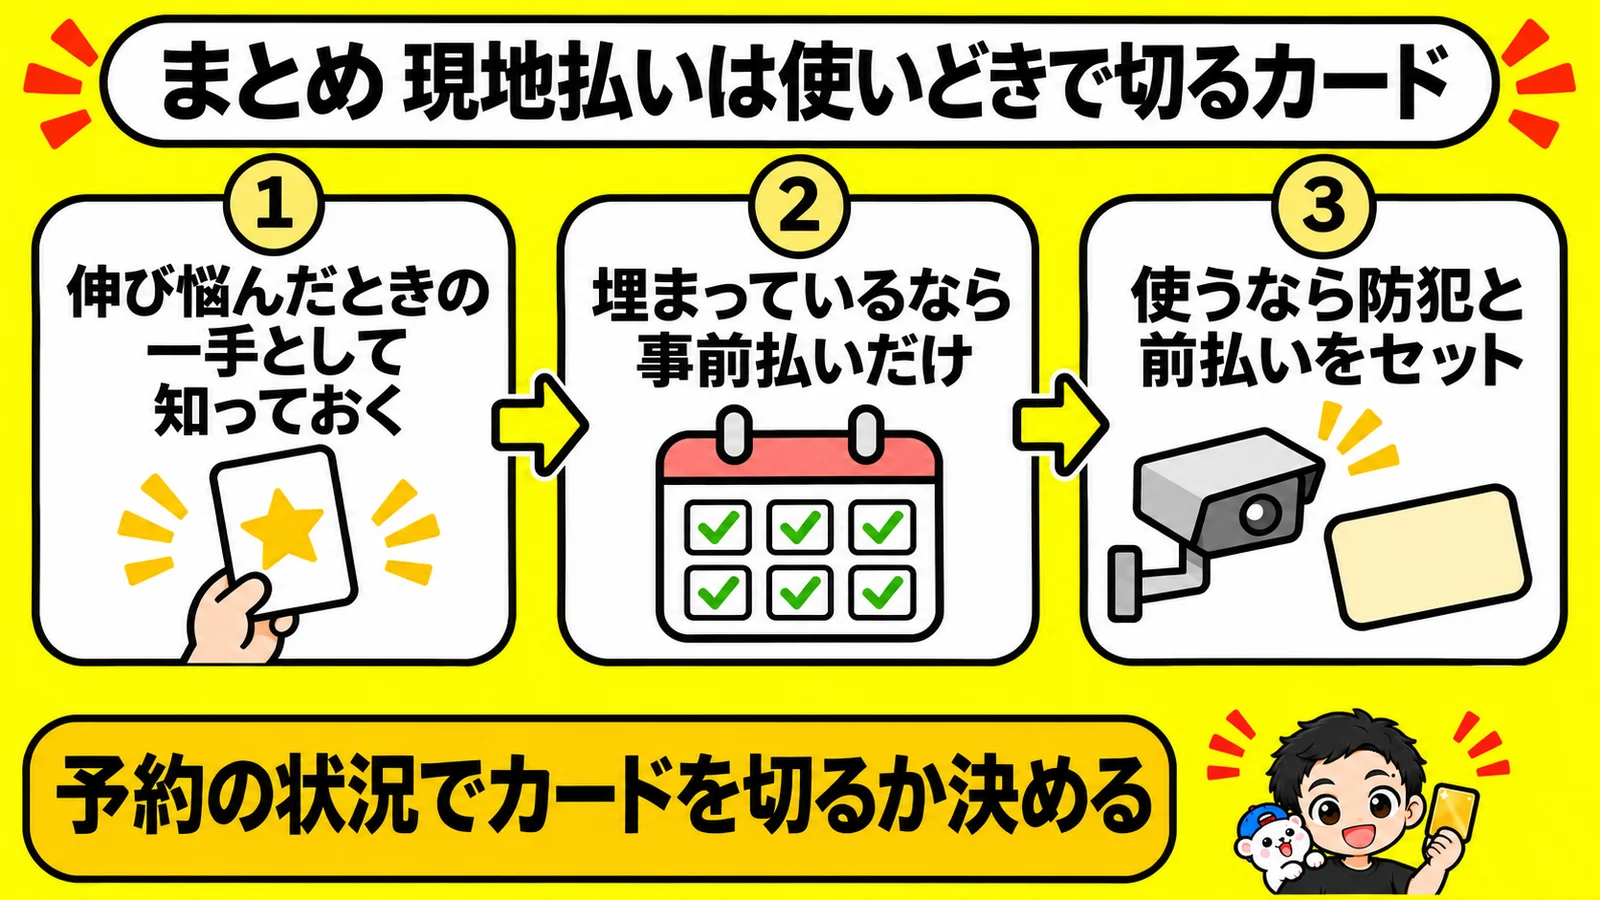 まとめ 現地払いは使いどきで切るカード
1
伸び悩んだときの
一手として
知っておく
2
埋まっているなら
事前払いだけ
3
使うなら防犯と
前払いをセット
予約の状況でカードを切るか決める